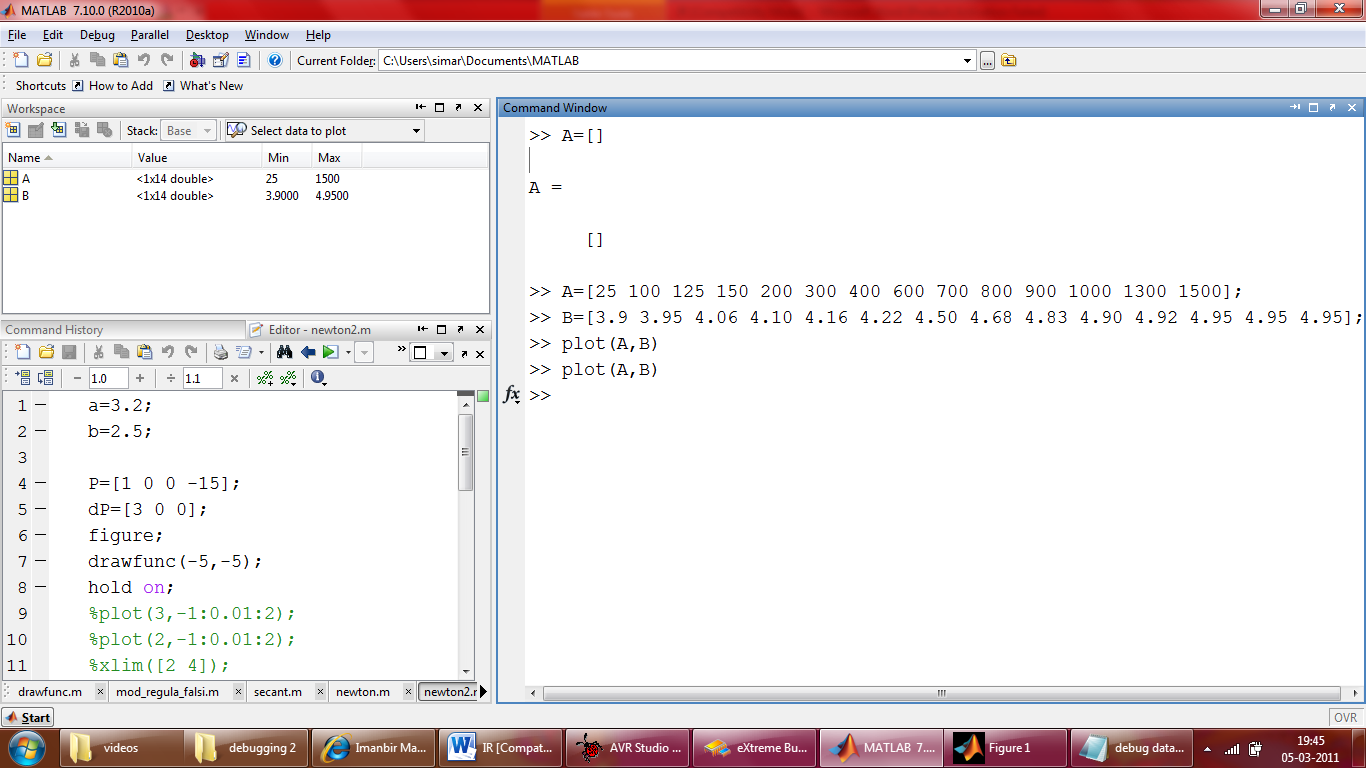 MATLAB 7.10.0 (R2010a)
File Edit Debug Parallel Desktop Window Help
Current Folder: C:\Users\simar\Documents\MATLAB ...
Shortcuts How to Add What's New
Workspace
Stack: Base Select data to plot
Name Value Min Max
A <1x14 double> 25 1500
B <1x14 double> 3.9000 4.9500
Command History Editor - newton2.m
»
− 1.0 + ÷ 1.1 ×
1 − a=3.2;
2 − b=2.5;
3
4 − P=[1 0 0 -15];
5 − dP=[3 0 0];
6 − figure;
7 − drawfunc(-5,-5);
8 − hold on;
9 %plot(3,-1:0.01:2);
10 %plot(2,-1:0.01:2);
11 %xlim([2 4]);
drawfunc.m × mod_regula_falsi.m × secant.m × newton.m × newton2.r
Command Window
>> A=[]
A =
[]
>> A=[25 100 125 150 200 300 400 600 700 800 900 1000 1300 1500];
>> B=[3.9 3.95 4.06 4.10 4.16 4.22 4.50 4.68 4.83 4.90 4.92 4.95 4.95 4.95];
>> plot(A,B)
>> plot(A,B)
fx >>
Start OVR
videos debugging 2 Imanbir Ma... IR [Compat... AVR Studio ... eXtreme Bu... MATLAB 7.... Figure 1 debug data... 19:45
05-03-2011